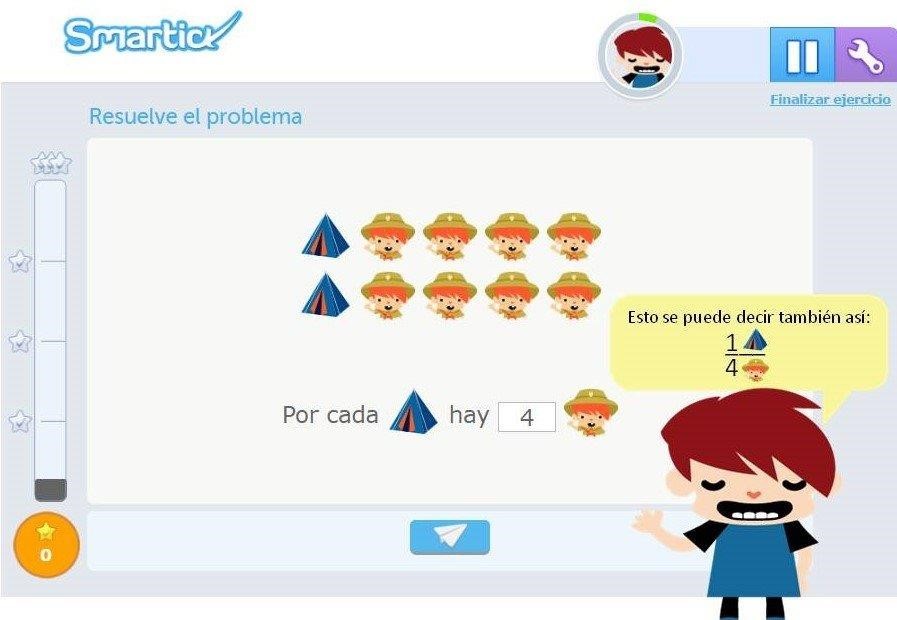 Smartick
Finalizar ejercicio
Resuelve el problema
Esto se puede decir también así:
1
4
Por cada hay 4
0